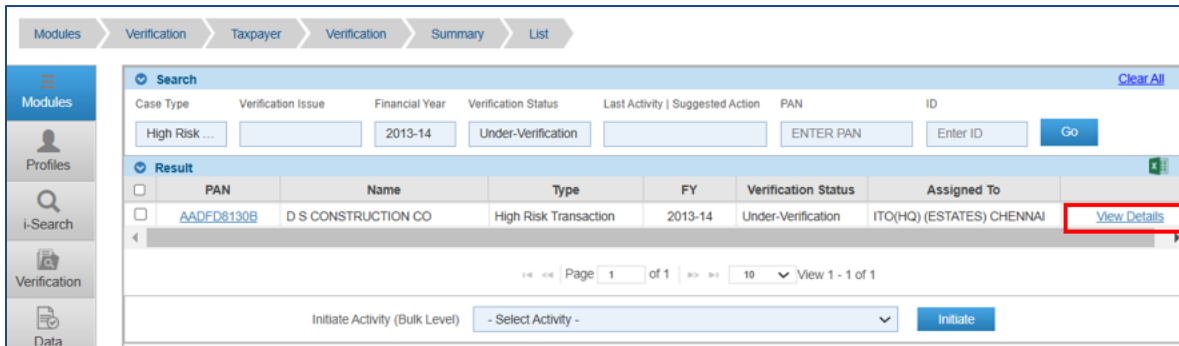 Modules Verification Taxpayer Verification Summary List
Modules
Profiles
i-Search
Verification
Data
Search Clear All
Case Type Verification Issue Financial Year Verification Status Last Activity | Suggested Action PAN ID
High Risk ... 2013-14 Under-Verification ENTER PAN Enter ID Go
Result
PAN Name Type FY Verification Status Assigned To
AADFD8130B D S CONSTRUCTION CO High Risk Transaction 2013-14 Under-Verification ITO(HQ) (ESTATES) CHENNAI View Details
Page 1 of 1 10 View 1 - 1 of 1
Initiate Activity (Bulk Level) - Select Activity - Initiate